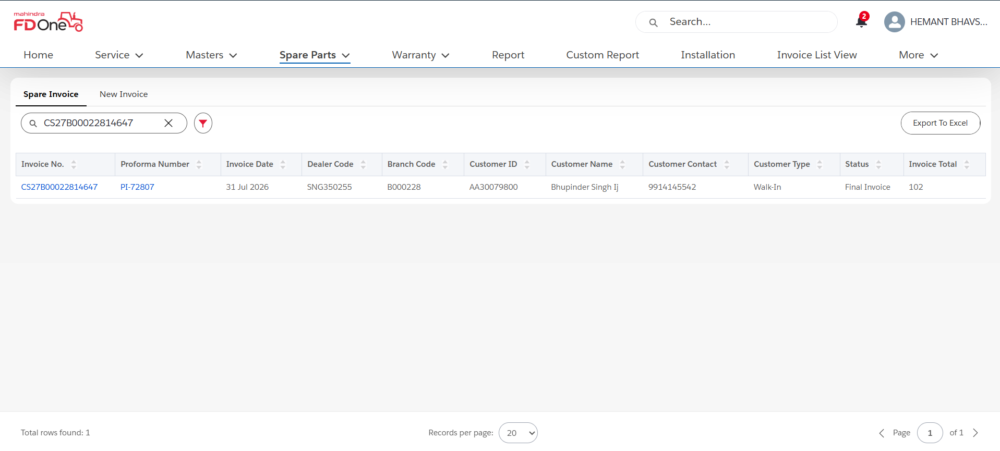 mahindra
FD One
Search...
2
HEMANT BHAVS...
Home Service Masters Spare Parts Warranty Report Custom Report Installation Invoice List View More
Spare Invoice New Invoice
CS27B00022814647
Export To Excel
Invoice No. Proforma Number Invoice Date Dealer Code Branch Code Customer ID Customer Name Customer Contact Customer Type Status Invoice Total
CS27B00022814647 PI-72807 31 Jul 2026 SNG350255 B000228 AA30079800 Bhupinder Singh Ij 9914145542 Walk-In Final Invoice 102
Total rows found: 1 Records per page: 20 Page 1 of 1